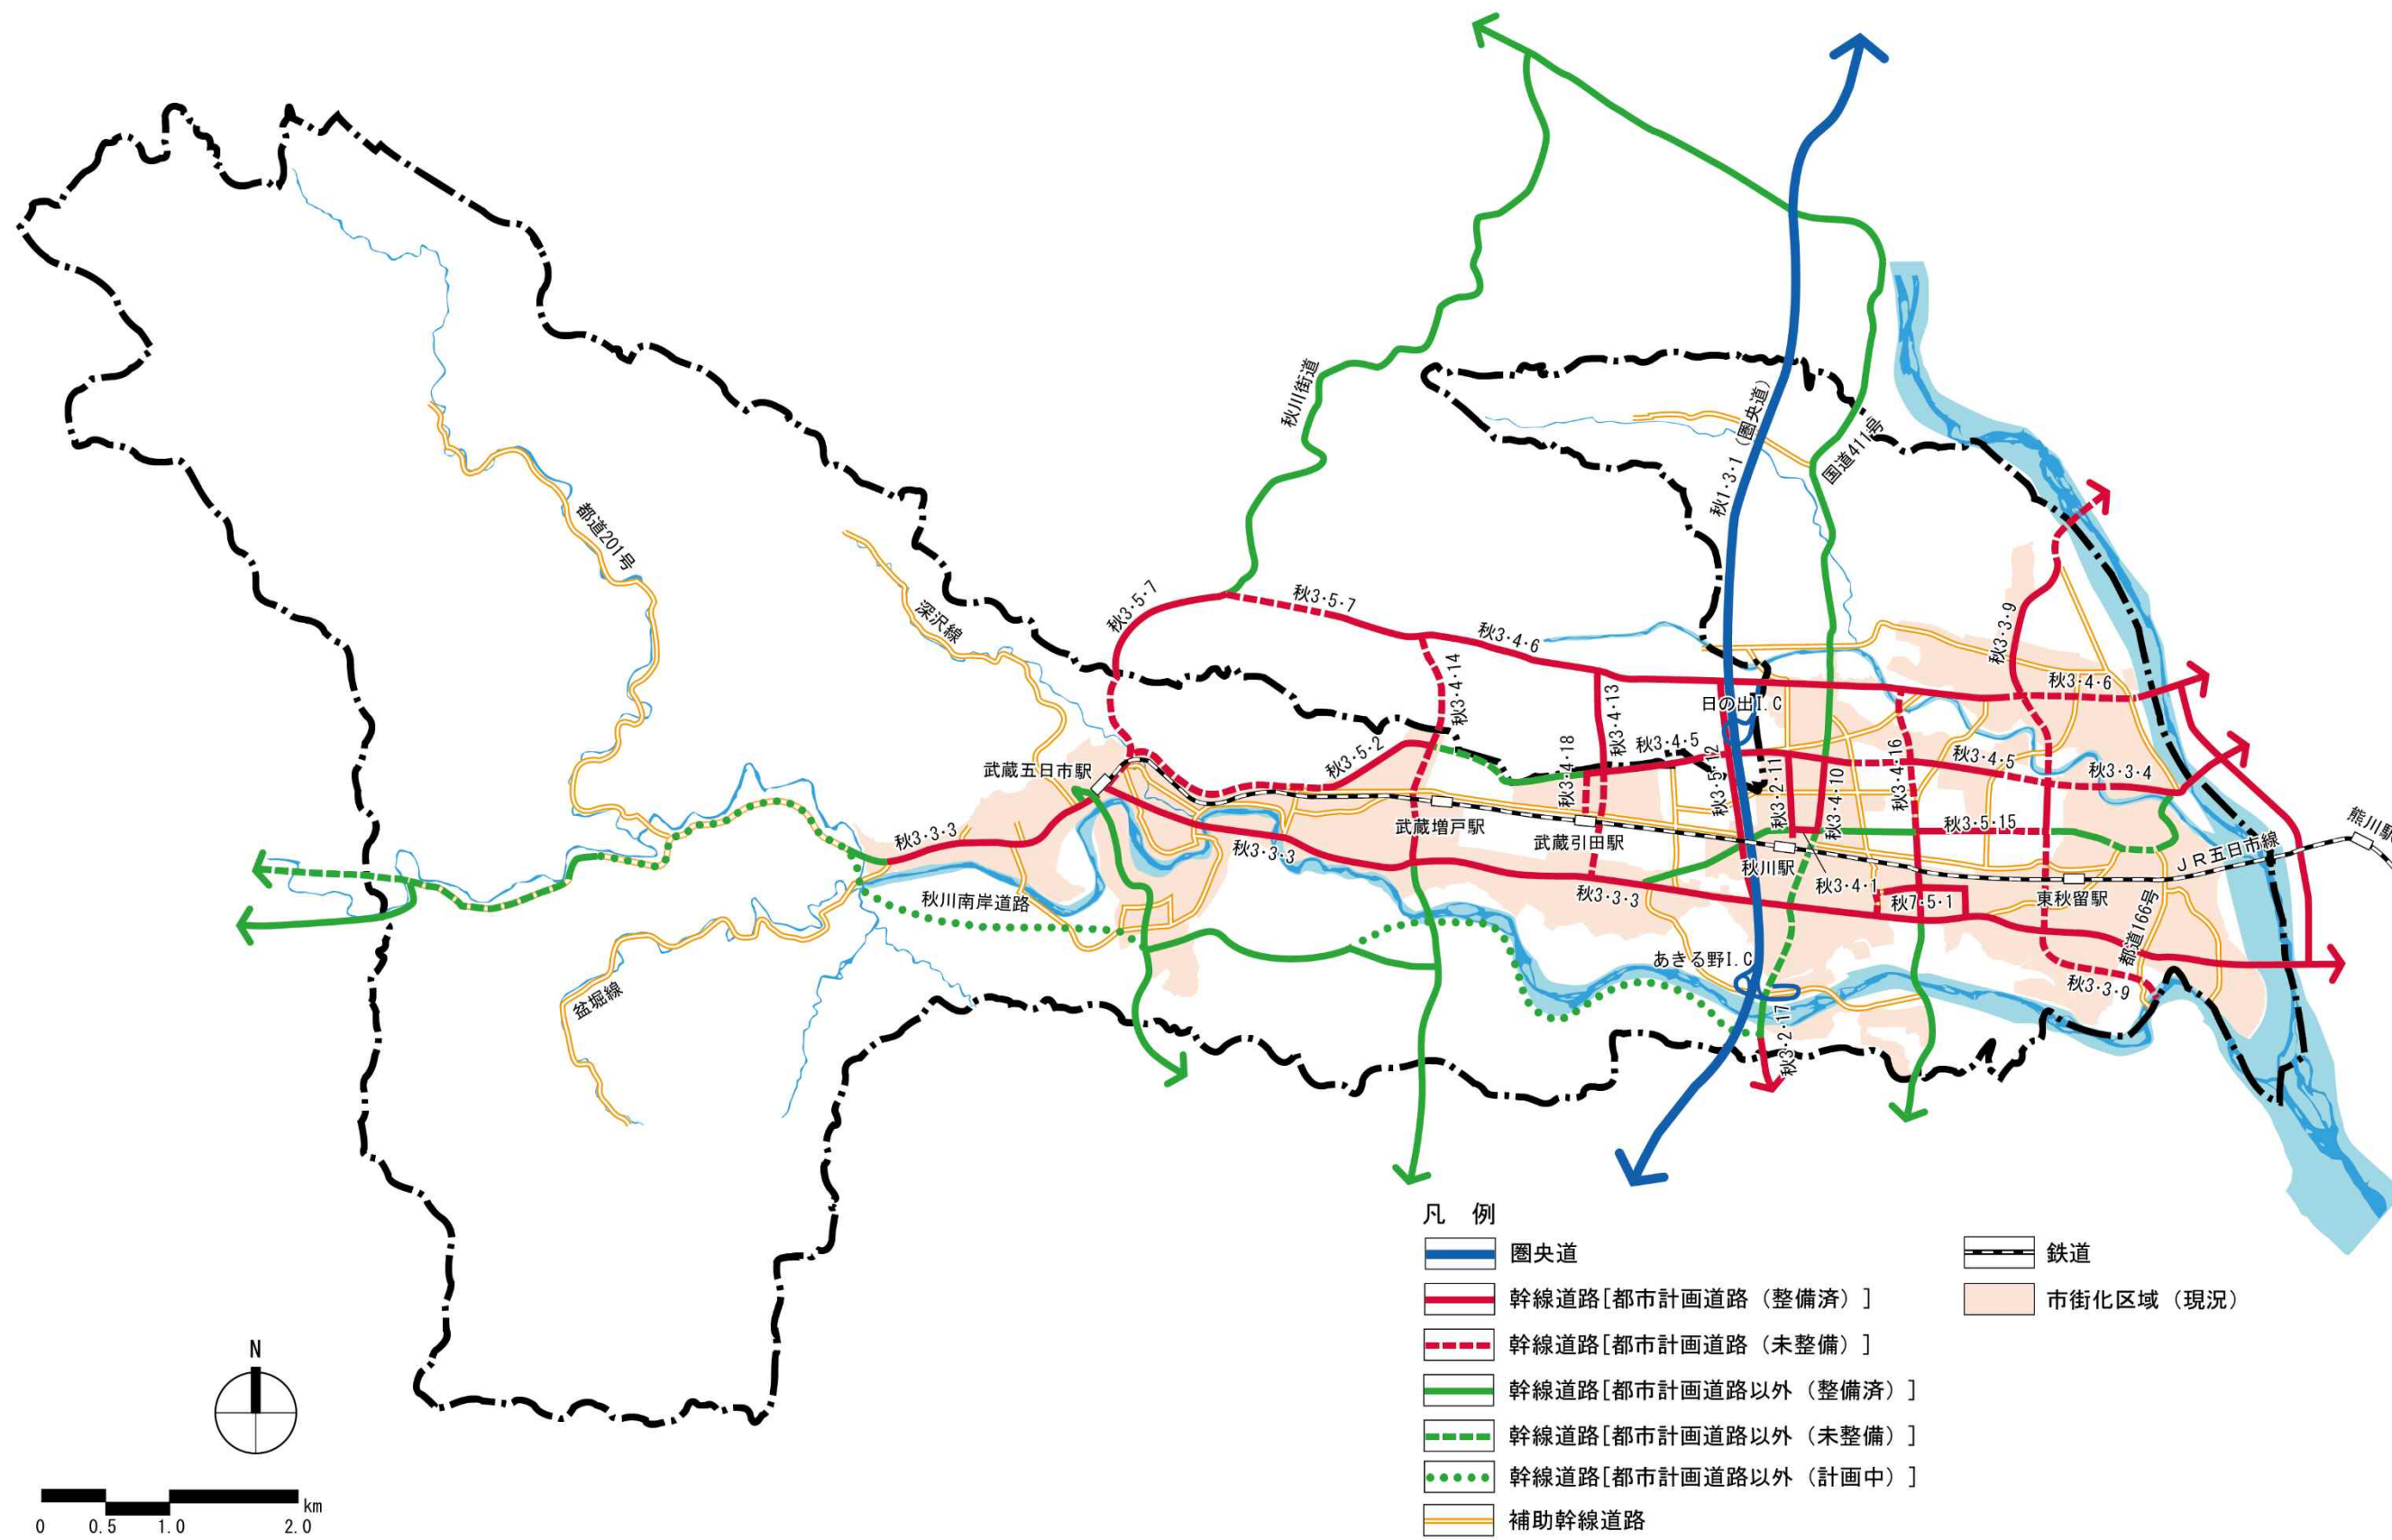 秋川街道
秋1・3・1（圏央道）
国道411号
都道201号
深沢線
秋3・5・7
秋3・5・7
秋3・4・6
秋3・3・9
秋3・4・14
秋3・4・13
秋3・4・6
日の出I.C
秋3・4・18
秋3・4・5
秋3・5・12
秋3・5・2
秋3・4・16
秋3・4・5
秋3・3・4
武蔵五日市駅
秋3・2・11
秋3・4・10
秋3・3・3
秋3・3・3
武蔵増戸駅
武蔵引田駅
秋3・5・15
熊川駅
JR五日市線
秋川駅
秋3・4・1
秋3・3・3
秋7・5・1
東秋留駅
都道166号
秋川南岸道路
あきる野I.C
秋3・3・9
盆堀線
秋3・2・17
凡 例
圏央道
幹線道路[都市計画道路（整備済）]
幹線道路[都市計画道路（未整備）]
幹線道路[都市計画道路以外（整備済）]
幹線道路[都市計画道路以外（未整備）]
幹線道路[都市計画道路以外（計画中）]
補助幹線道路
鉄道
市街化区域（現況）
N
km
0 0.5 1.0 2.0